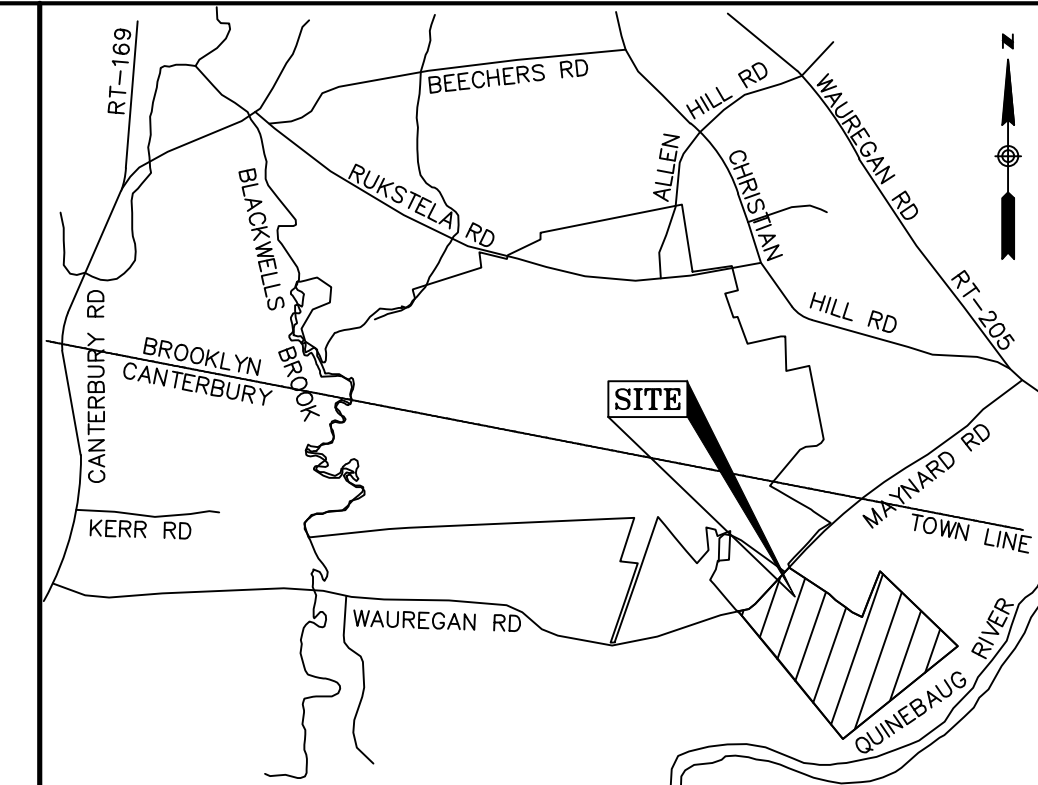 N
RT-169
BEECHERS RD
HILL RD
ALLEN
WAUREGAN RD
CHRISTIAN
RUKSTELA RD
BLACKWELLS
BROOK
HILL RD
RT-205
CANTERBURY RD
BROOKLYN
CANTERBURY
SITE
MAYNARD RD
TOWN LINE
KERR RD
WAUREGAN RD
QUINEBAUG RIVER